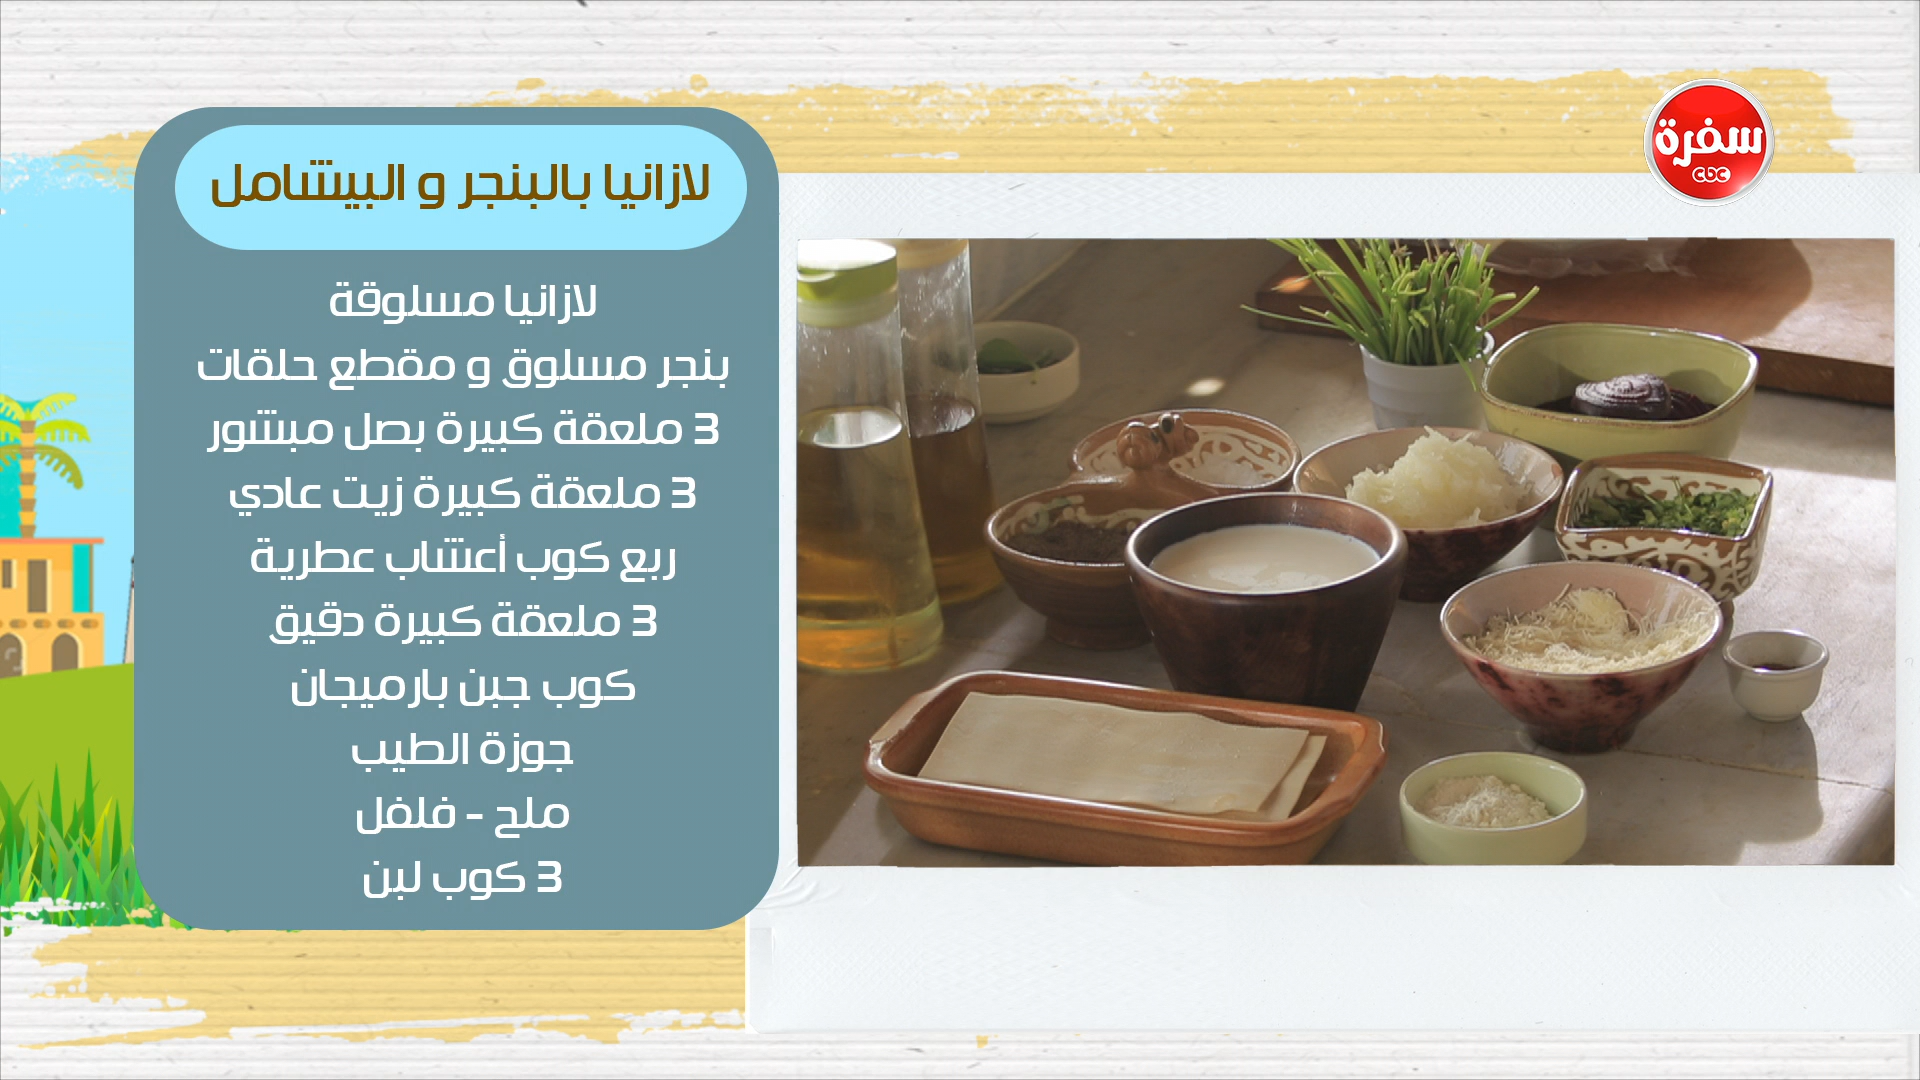 سفرة
cbc
لازانيا بالبنجر و البيشامل
لازانيا مسلوقة
بنجر مسلوق و مقطع حلقات
3 ملعقة كبيرة بصل مبشور
3 ملعقة كبيرة زيت عادي
ربع كوب أعشاب عطرية
3 ملعقة كبيرة دقيق
كوب جبن بارميجان
جوزة الطيب
ملح - فلفل
3 كوب لبن